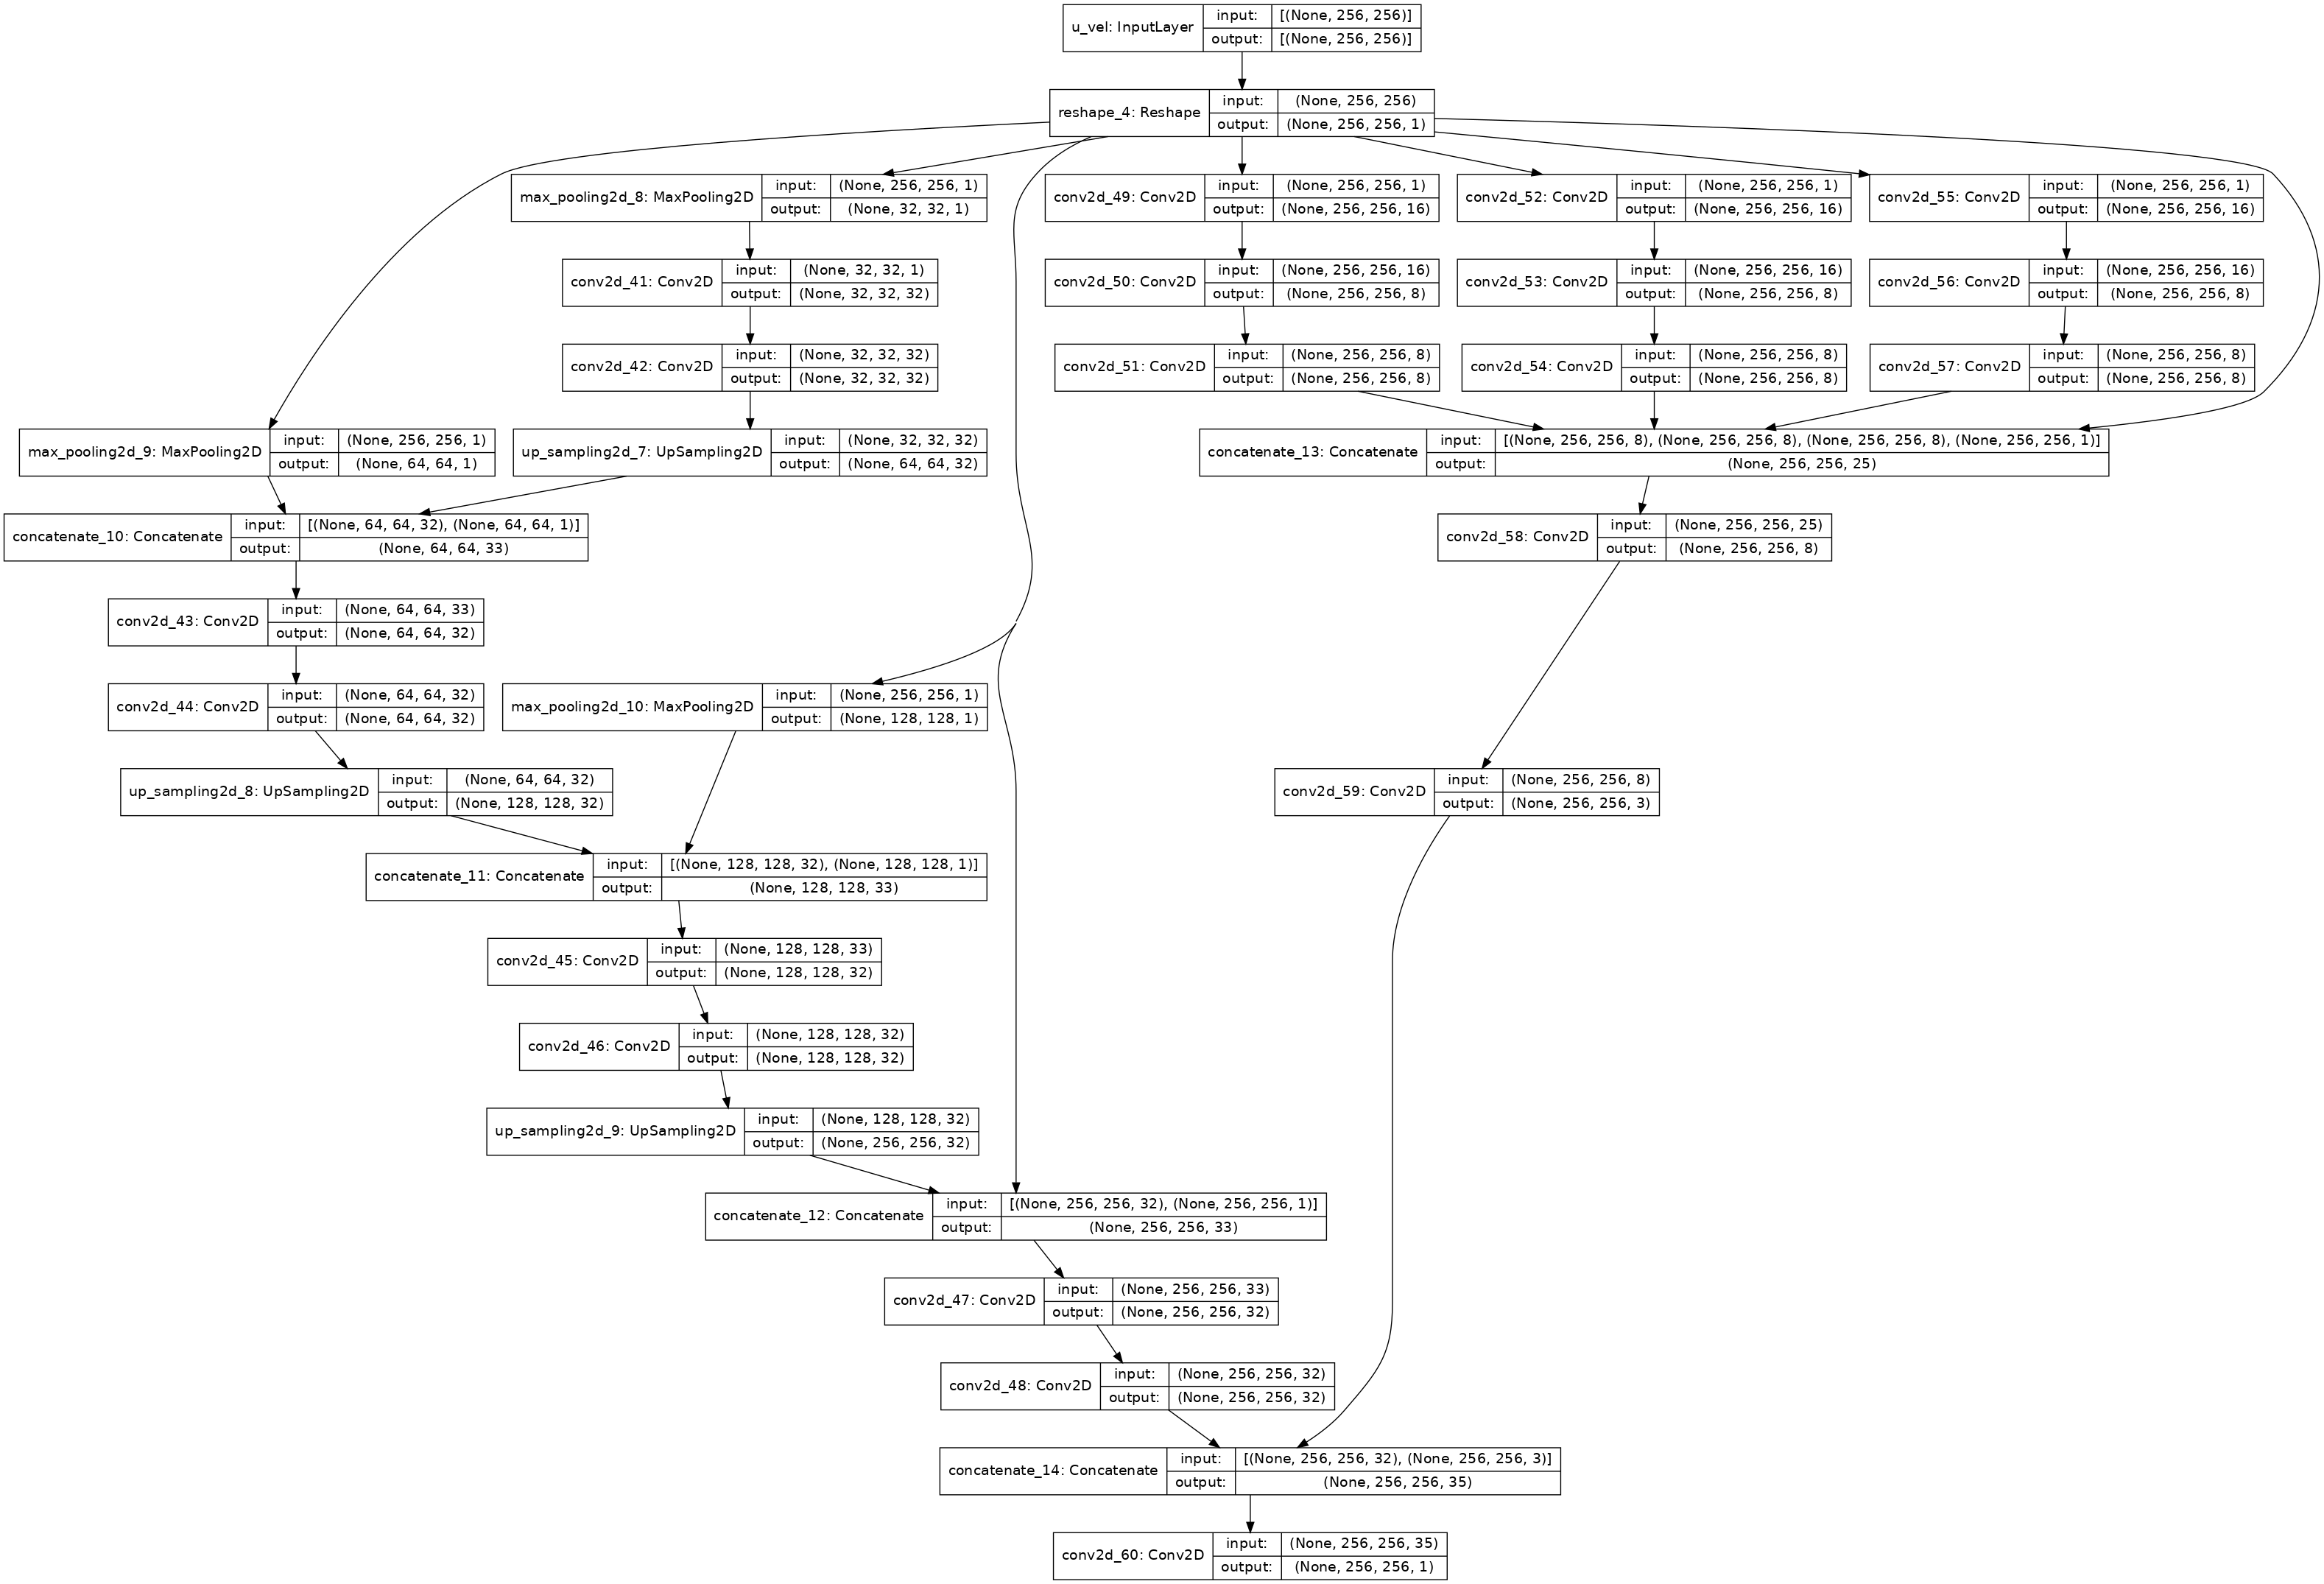 u_vel: InputLayer
input:
[(None, 256, 256)]
output:
[(None, 256, 256)]
reshape_4: Reshape
input:
(None, 256, 256)
output:
(None, 256, 256, 1)
max_pooling2d_8: MaxPooling2D
input:
(None, 256, 256, 1)
output:
(None, 32, 32, 1)
conv2d_49: Conv2D
input:
(None, 256, 256, 1)
output:
(None, 256, 256, 16)
conv2d_52: Conv2D
input:
(None, 256, 256, 1)
output:
(None, 256, 256, 16)
conv2d_55: Conv2D
input:
(None, 256, 256, 1)
output:
(None, 256, 256, 16)
conv2d_41: Conv2D
input:
(None, 32, 32, 1)
output:
(None, 32, 32, 32)
conv2d_50: Conv2D
input:
(None, 256, 256, 16)
output:
(None, 256, 256, 8)
conv2d_53: Conv2D
input:
(None, 256, 256, 16)
output:
(None, 256, 256, 8)
conv2d_56: Conv2D
input:
(None, 256, 256, 16)
output:
(None, 256, 256, 8)
conv2d_42: Conv2D
input:
(None, 32, 32, 32)
output:
(None, 32, 32, 32)
conv2d_51: Conv2D
input:
(None, 256, 256, 8)
output:
(None, 256, 256, 8)
conv2d_54: Conv2D
input:
(None, 256, 256, 8)
output:
(None, 256, 256, 8)
conv2d_57: Conv2D
input:
(None, 256, 256, 8)
output:
(None, 256, 256, 8)
max_pooling2d_9: MaxPooling2D
input:
(None, 256, 256, 1)
output:
(None, 64, 64, 1)
up_sampling2d_7: UpSampling2D
input:
(None, 32, 32, 32)
output:
(None, 64, 64, 32)
concatenate_13: Concatenate
input:
[(None, 256, 256, 8), (None, 256, 256, 8), (None, 256, 256, 8), (None, 256, 256, 1)]
output:
(None, 256, 256, 25)
concatenate_10: Concatenate
input:
[(None, 64, 64, 32), (None, 64, 64, 1)]
output:
(None, 64, 64, 33)
conv2d_58: Conv2D
input:
(None, 256, 256, 25)
output:
(None, 256, 256, 8)
conv2d_43: Conv2D
input:
(None, 64, 64, 33)
output:
(None, 64, 64, 32)
conv2d_44: Conv2D
input:
(None, 64, 64, 32)
output:
(None, 64, 64, 32)
max_pooling2d_10: MaxPooling2D
input:
(None, 256, 256, 1)
output:
(None, 128, 128, 1)
up_sampling2d_8: UpSampling2D
input:
(None, 64, 64, 32)
output:
(None, 128, 128, 32)
conv2d_59: Conv2D
input:
(None, 256, 256, 8)
output:
(None, 256, 256, 3)
concatenate_11: Concatenate
input:
[(None, 128, 128, 32), (None, 128, 128, 1)]
output:
(None, 128, 128, 33)
conv2d_45: Conv2D
input:
(None, 128, 128, 33)
output:
(None, 128, 128, 32)
conv2d_46: Conv2D
input:
(None, 128, 128, 32)
output:
(None, 128, 128, 32)
up_sampling2d_9: UpSampling2D
input:
(None, 128, 128, 32)
output:
(None, 256, 256, 32)
concatenate_12: Concatenate
input:
[(None, 256, 256, 32), (None, 256, 256, 1)]
output:
(None, 256, 256, 33)
conv2d_47: Conv2D
input:
(None, 256, 256, 33)
output:
(None, 256, 256, 32)
conv2d_48: Conv2D
input:
(None, 256, 256, 32)
output:
(None, 256, 256, 32)
concatenate_14: Concatenate
input:
[(None, 256, 256, 32), (None, 256, 256, 3)]
output:
(None, 256, 256, 35)
conv2d_60: Conv2D
input:
(None, 256, 256, 35)
output:
(None, 256, 256, 1)